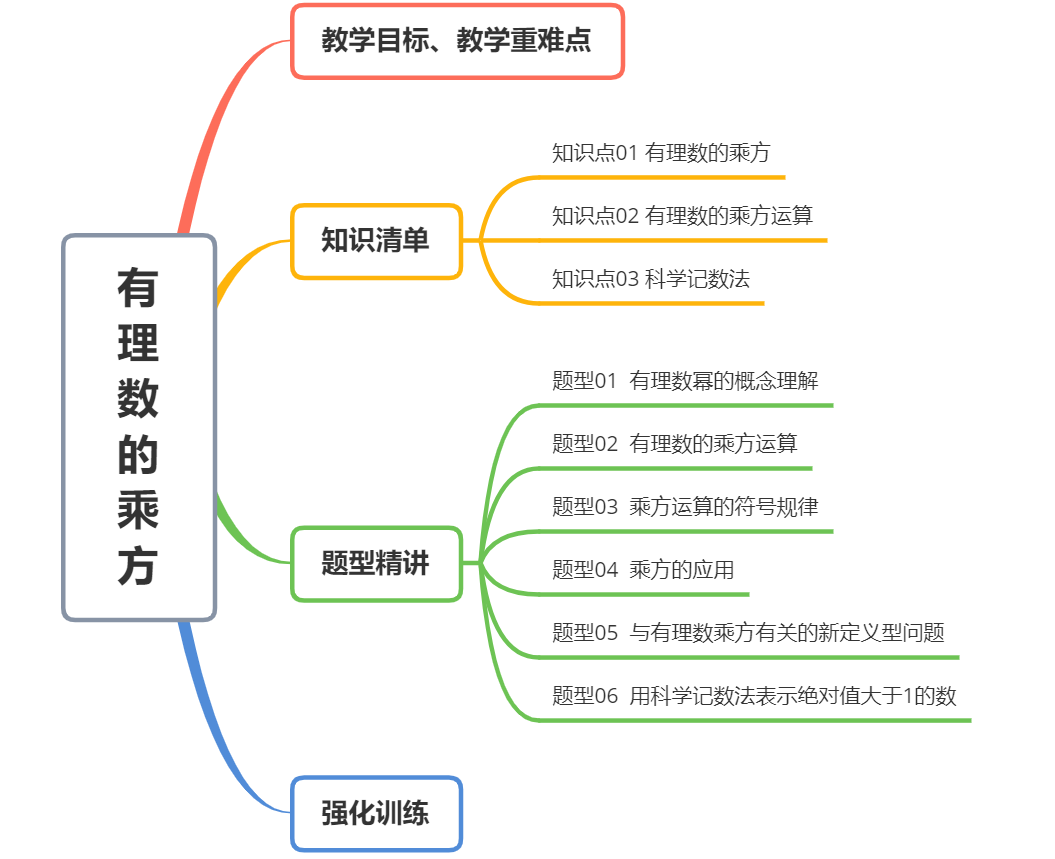 有理数的乘方
教学目标、教学重难点
知识清单
知识点01 有理数的乘方
知识点02 有理数的乘方运算
知识点03 科学记数法
题型精讲
题型01 有理数幂的概念理解
题型02 有理数的乘方运算
题型03 乘方运算的符号规律
题型04 乘方的应用
题型05 与有理数乘方有关的新定义型问题
题型06 用科学记数法表示绝对值大于1的数
强化训练